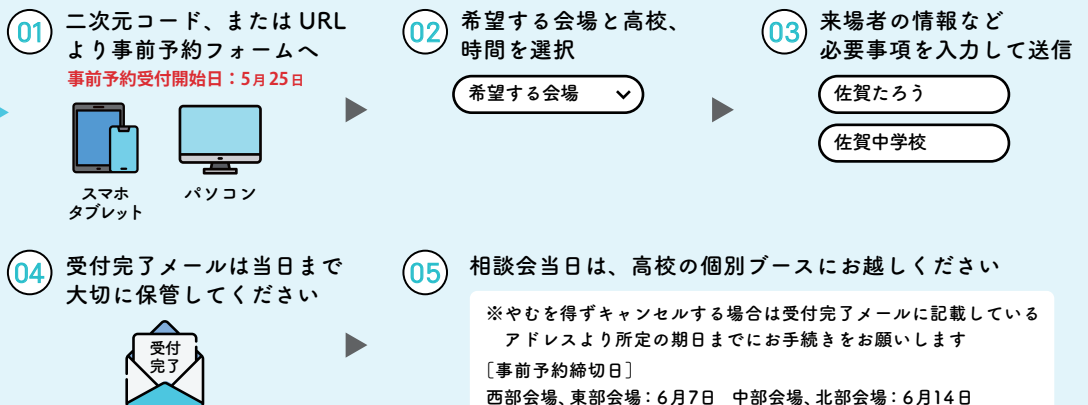 01
二次元コード、または URL
より事前予約フォームへ
事前予約受付開始日：5月25日
スマホ
タブレット
パソコン
02
希望する会場と高校、
時間を選択
希望する会場
03
来場者の情報など
必要事項を入力して送信
佐賀たろう
佐賀中学校
04
受付完了メールは当日まで
大切に保管してください
受付
完了
05
相談会当日は、高校の個別ブースにお越しください
※やむを得ずキャンセルする場合は受付完了メールに記載している
アドレスより所定の期日までにお手続きをお願いします
［事前予約締切日］
西部会場、東部会場：6月7日　中部会場、北部会場：6月14日